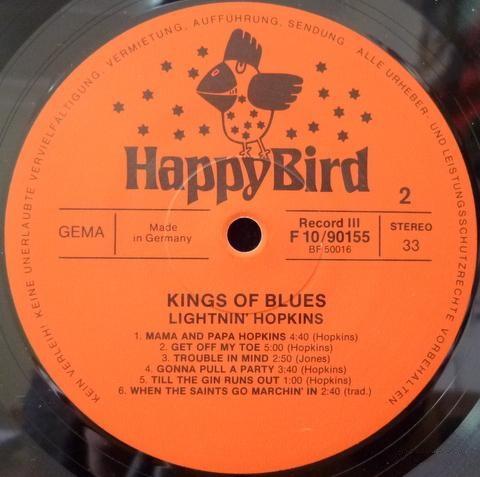 KEIN VERLEIH! KEINE UNERLAUBTE VERVIELFÄLTIGUNG, VERMIETUNG, AUFFÜHRUNG, SENDUNG
ALLE URHEBER- UND LEISTUNGSSCHUTZRECHTE VORBEHALTEN
HappyBird
2
GEMA
Made
in Germany
Record III
F 10/90155
BF 50016
STEREO
33
KINGS OF BLUES
LIGHTNIN' HOPKINS
1. MAMA AND PAPA HOPKINS 4:40 (Hopkins)
2. GET OFF MY TOE 5:00 (Hopkins)
3. TROUBLE IN MIND 2:50 (Jones)
4. GONNA PULL A PARTY 3:40 (Hopkins)
5. TILL THE GIN RUNS OUT 1:00 (Hopkins)
6. WHEN THE SAINTS GO MARCHIN' IN 2:40 (trad.)